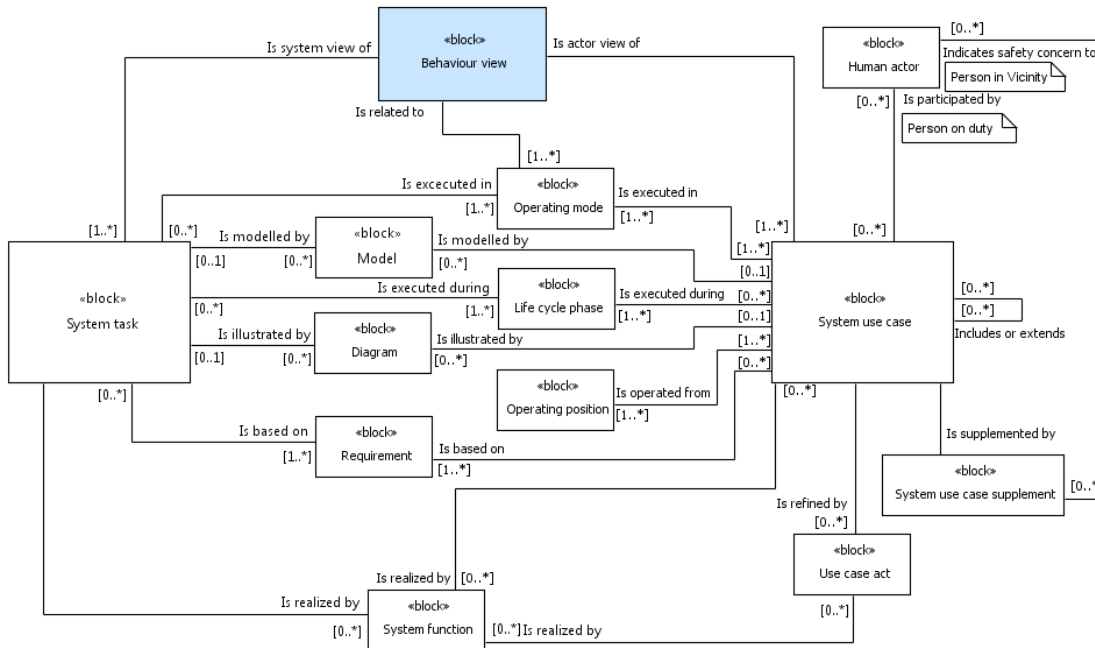 «block»
Behaviour view
Is system view of
Is actor view of
[0..*]
«block»
Human actor
Indicates safety concern to
Person in Vicinity
[0..*]
Is participated by
Person on duty
Is related to
[1..*]
«block»
Operating mode
Is excecuted in
[1..*]
Is executed in
[1..*]
[1..*]
[0..*]
[1..*]
[0..*]
[1..*]
«block»
System task
Is modelled by
[0..1]
[0..*]
«block»
Model
Is modelled by
[0..*]
[0..1]
Is executed during
[0..*]
[1..*]
«block»
Life cycle phase
Is executed during
[1..*]
[0..*]
«block»
System use case
[0..*]
[0..*]
Includes or extends
Is illustrated by
[0..1]
[0..*]
«block»
Diagram
Is illustrated by
[0..*]
[0..1]
[1..*]
«block»
Operating position
Is operated from
[1..*]
[0..*]
[0..*]
[0..*]
Is based on
[1..*]
«block»
Requirement
Is based on
[1..*]
Is supplemented by
«block»
System use case supplement
[0..*
Is refined by
[0..*]
«block»
Use case act
[0..*]
Is realized by
[0..*]
Is realized by
[0..*]
«block»
System function
[0..*]
Is realized by